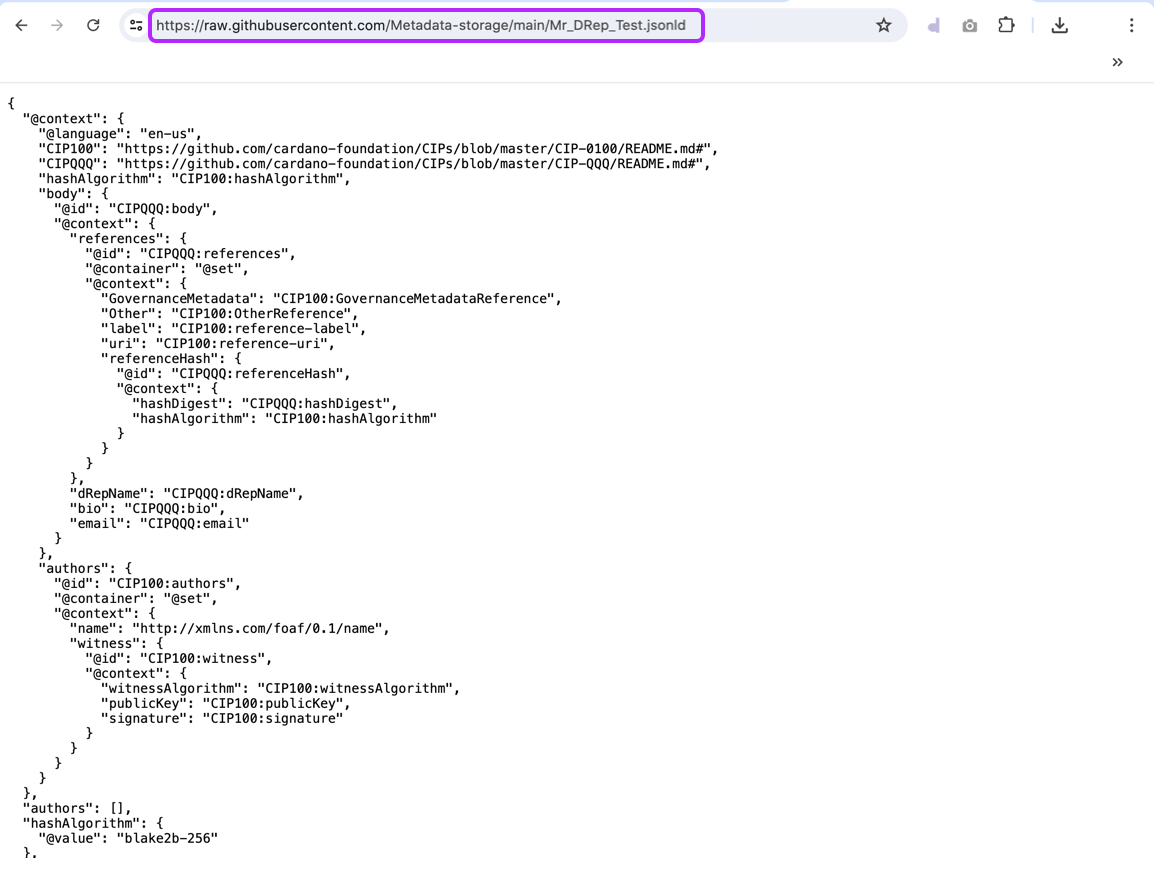 https://raw.githubusercontent.com/Metadata-storage/main/Mr_DRep_Test.jsonld
{
  "@context": {
    "@language": "en-us",
    "CIP100": "https://github.com/cardano-foundation/CIPs/blob/master/CIP-0100/README.md#",
    "CIPQQQ": "https://github.com/cardano-foundation/CIPs/blob/master/CIP-QQQ/README.md#",
    "hashAlgorithm": "CIP100:hashAlgorithm",
    "body": {
      "@id": "CIPQQQ:body",
      "@context": {
        "references": {
          "@id": "CIPQQQ:references",
          "@container": "@set",
          "@context": {
            "GovernanceMetadata": "CIP100:GovernanceMetadataReference",
            "Other": "CIP100:OtherReference",
            "label": "CIP100:reference-label",
            "uri": "CIP100:reference-uri",
            "referenceHash": {
              "@id": "CIPQQQ:referenceHash",
              "@context": {
                "hashDigest": "CIPQQQ:hashDigest",
                "hashAlgorithm": "CIP100:hashAlgorithm"
              }
            }
          }
        },
        "dRepName": "CIPQQQ:dRepName",
        "bio": "CIPQQQ:bio",
        "email": "CIPQQQ:email"
      }
    },
    "authors": {
      "@id": "CIP100:authors",
      "@container": "@set",
      "@context": {
        "name": "http://xmlns.com/foaf/0.1/name",
        "witness": {
          "@id": "CIP100:witness",
          "@context": {
            "witnessAlgorithm": "CIP100:witnessAlgorithm",
            "publicKey": "CIP100:publicKey",
            "signature": "CIP100:signature"
          }
        }
      }
    }
  },
  "authors": [],
  "hashAlgorithm": {
    "@value": "blake2b-256"
  },